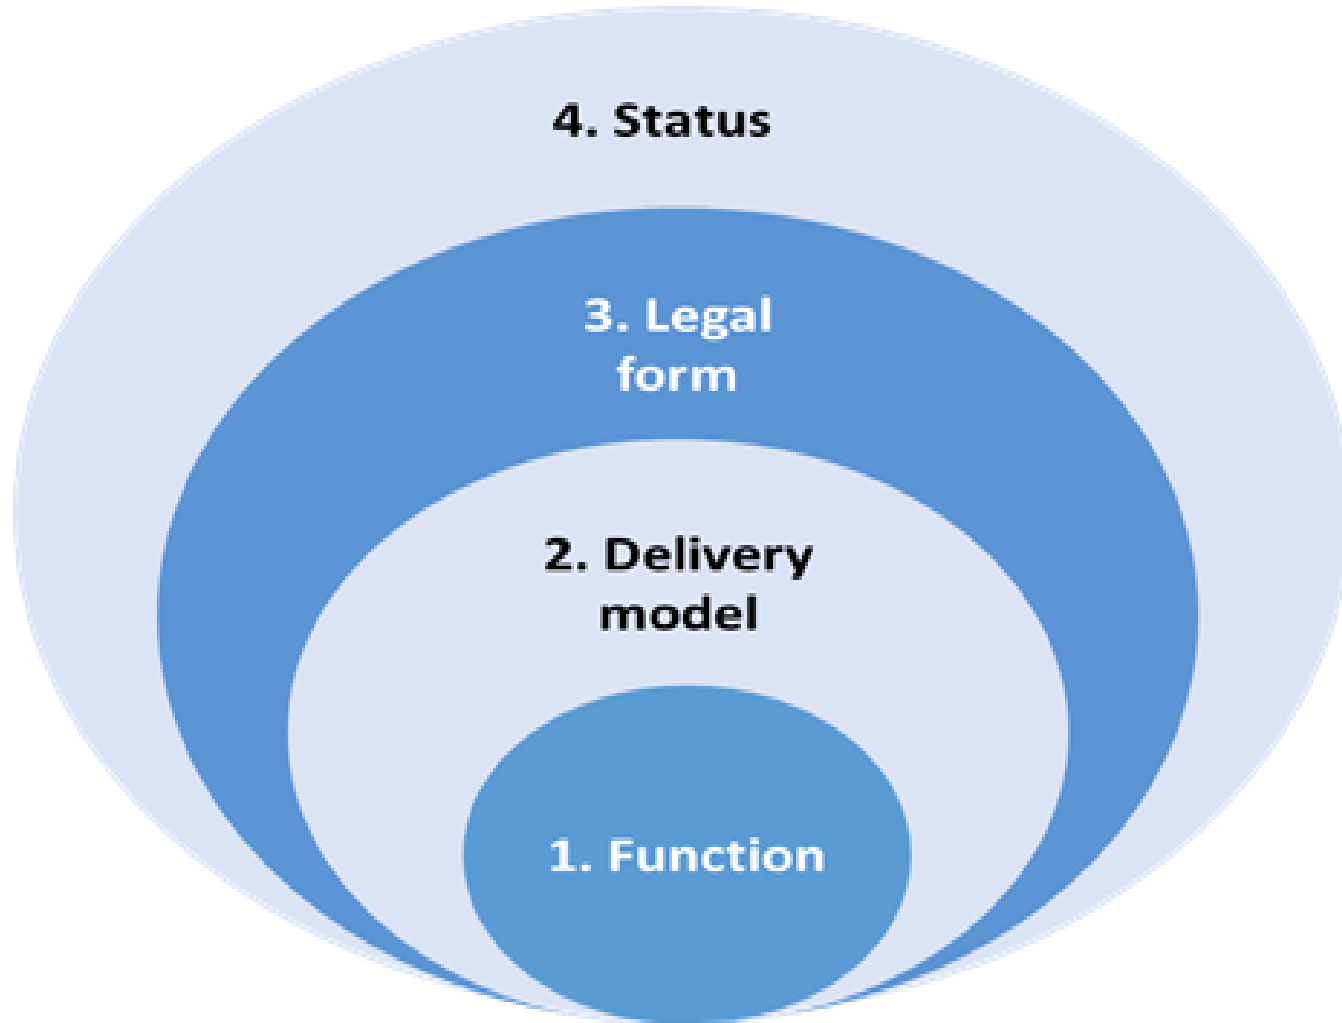 4. Status
3. Legal
form
2. Delivery
model
1. Function